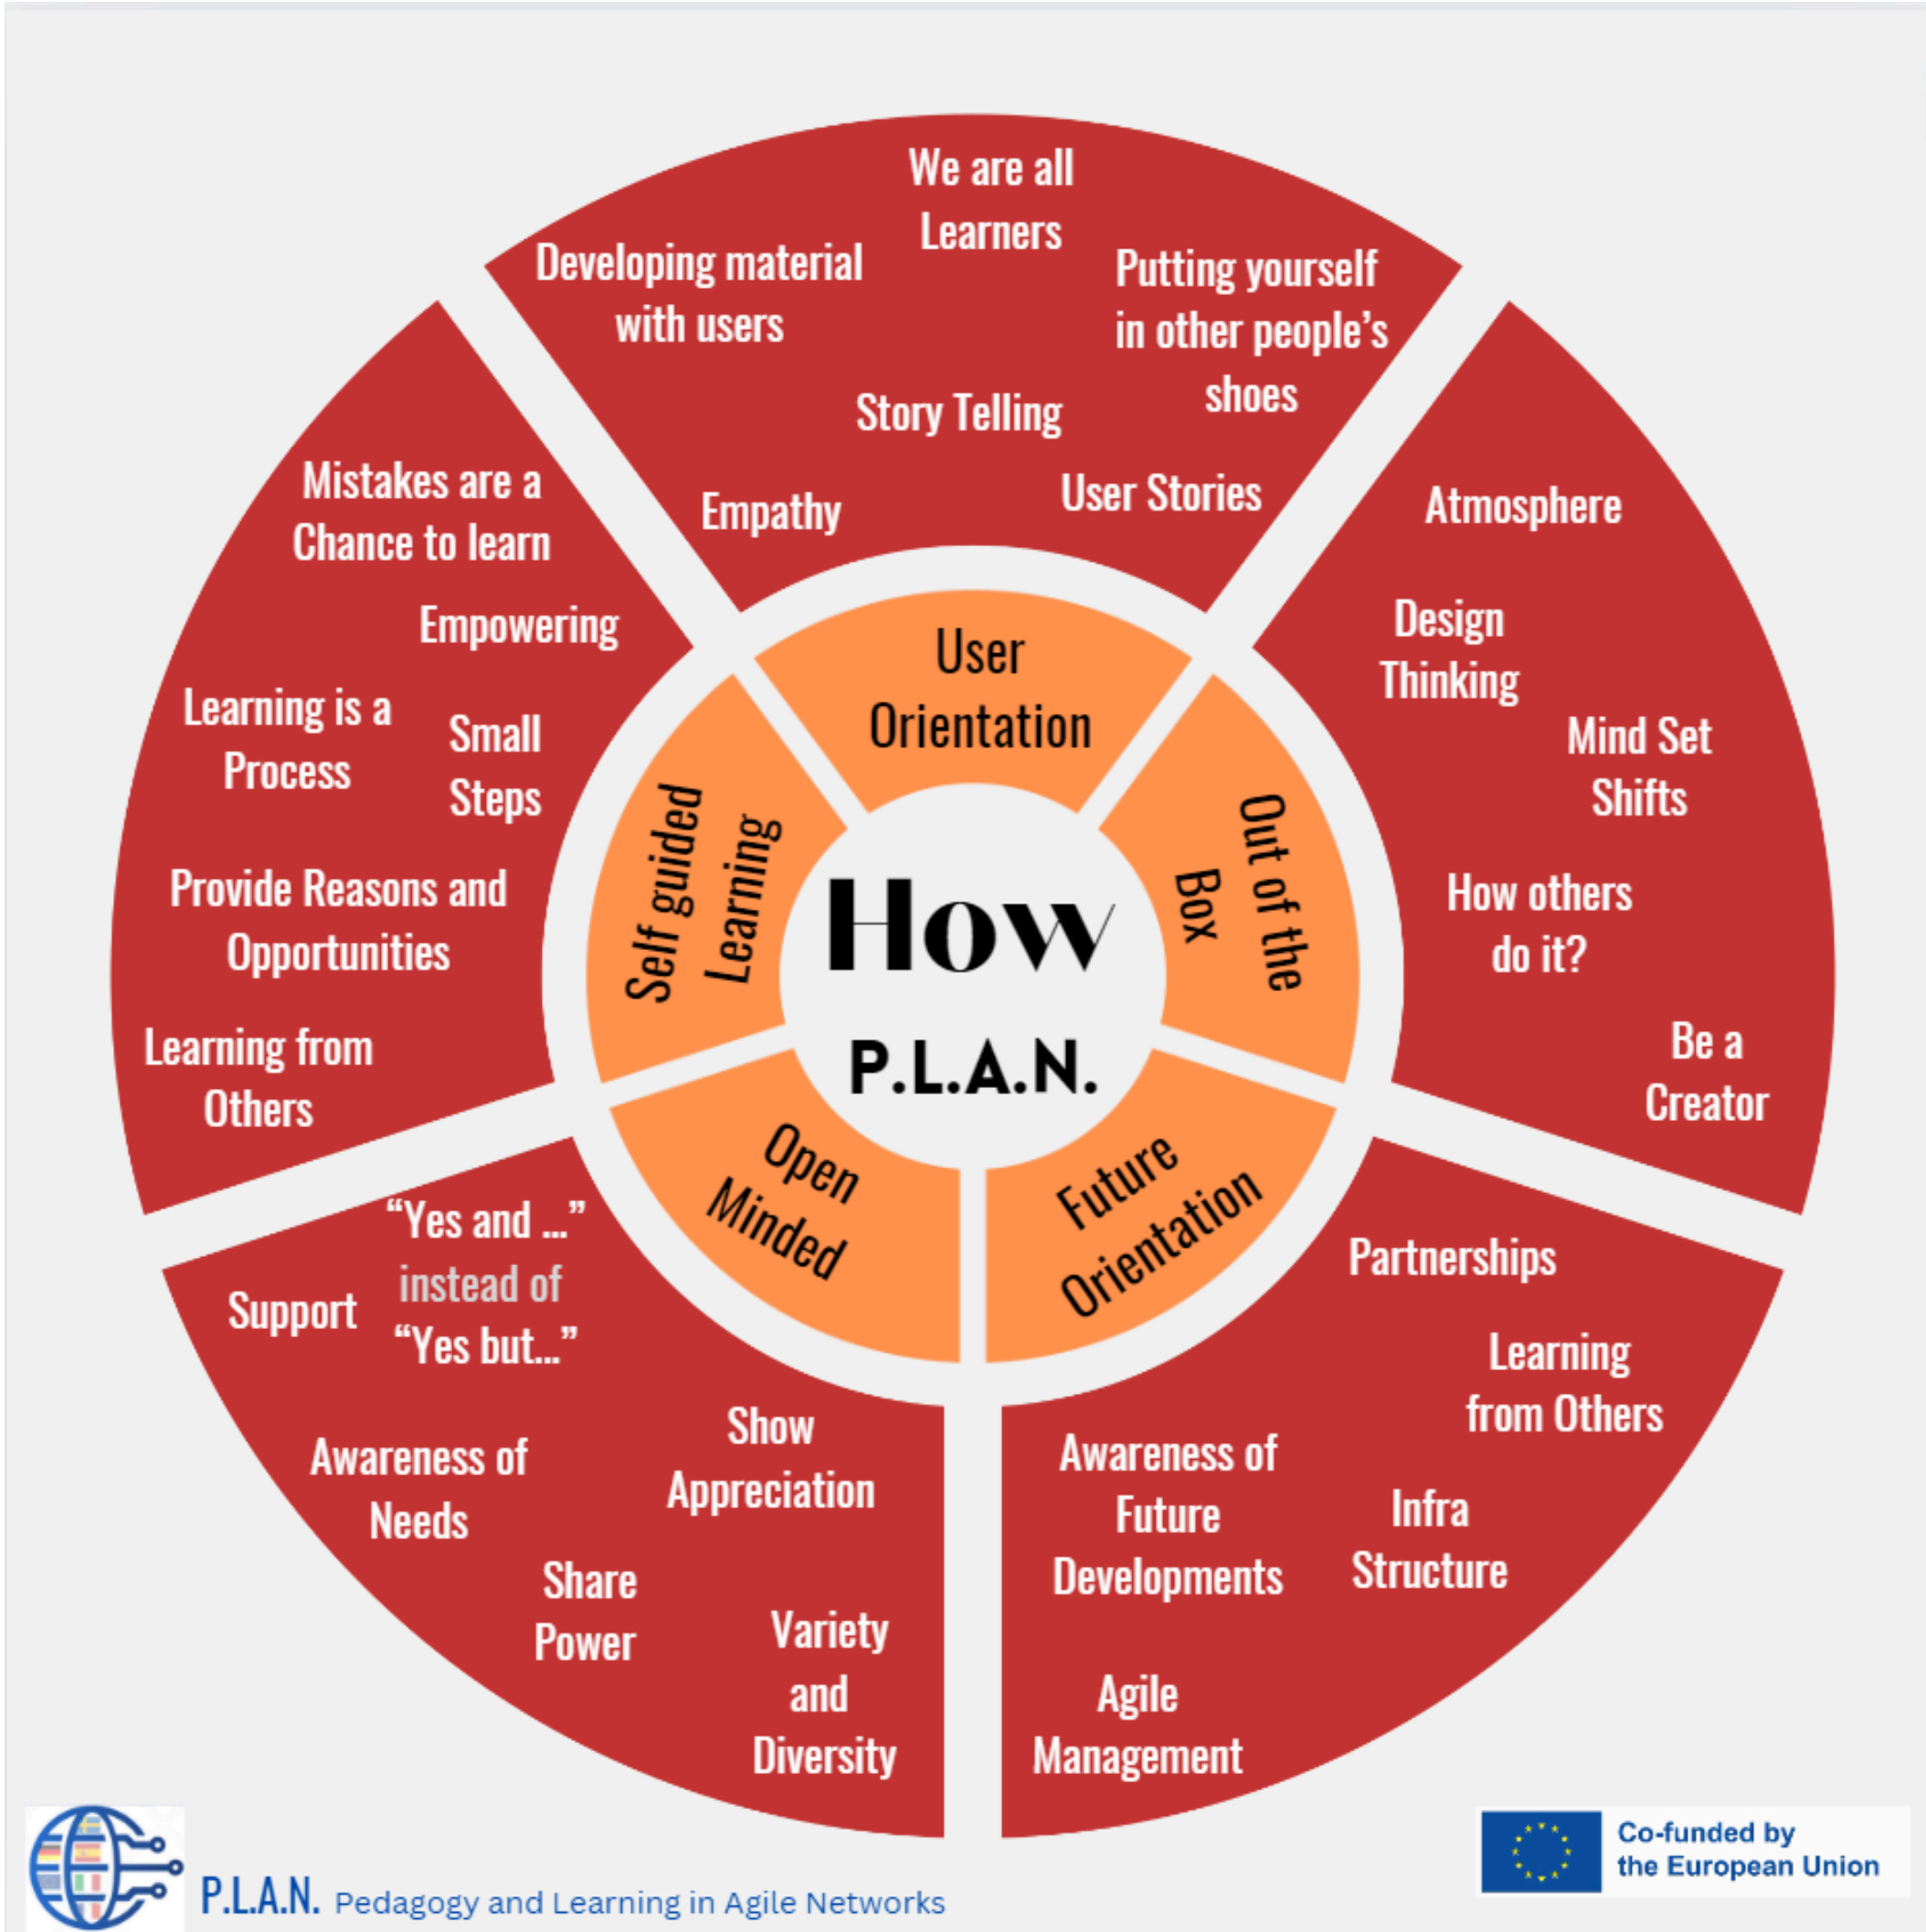 We are all
Learners
Developing material
with users
Putting yourself
in other people's
shoes
Story Telling
Empathy
User Stories
Atmosphere
Design
Thinking
Mind Set
Shifts
How others
do it?
Be a
Creator
Partnerships
Learning
from Others
Awareness of
Future
Developments
Infra
Structure
Agile
Management
“Yes and ...”
instead of
“Yes but...”
Support
Show
Appreciation
Awareness of
Needs
Share
Power
Variety
and
Diversity
Mistakes are a
Chance to learn
Empowering
Learning is a
Process
Small
Steps
Provide Reasons and
Opportunities
Learning from
Others
User
Orientation
Out of the
Box
Future
Orientation
Open
Minded
Self guided
Learning
How
P.L.A.N.
P.L.A.N. Pedagogy and Learning in Agile Networks
Co-funded by
the European Union